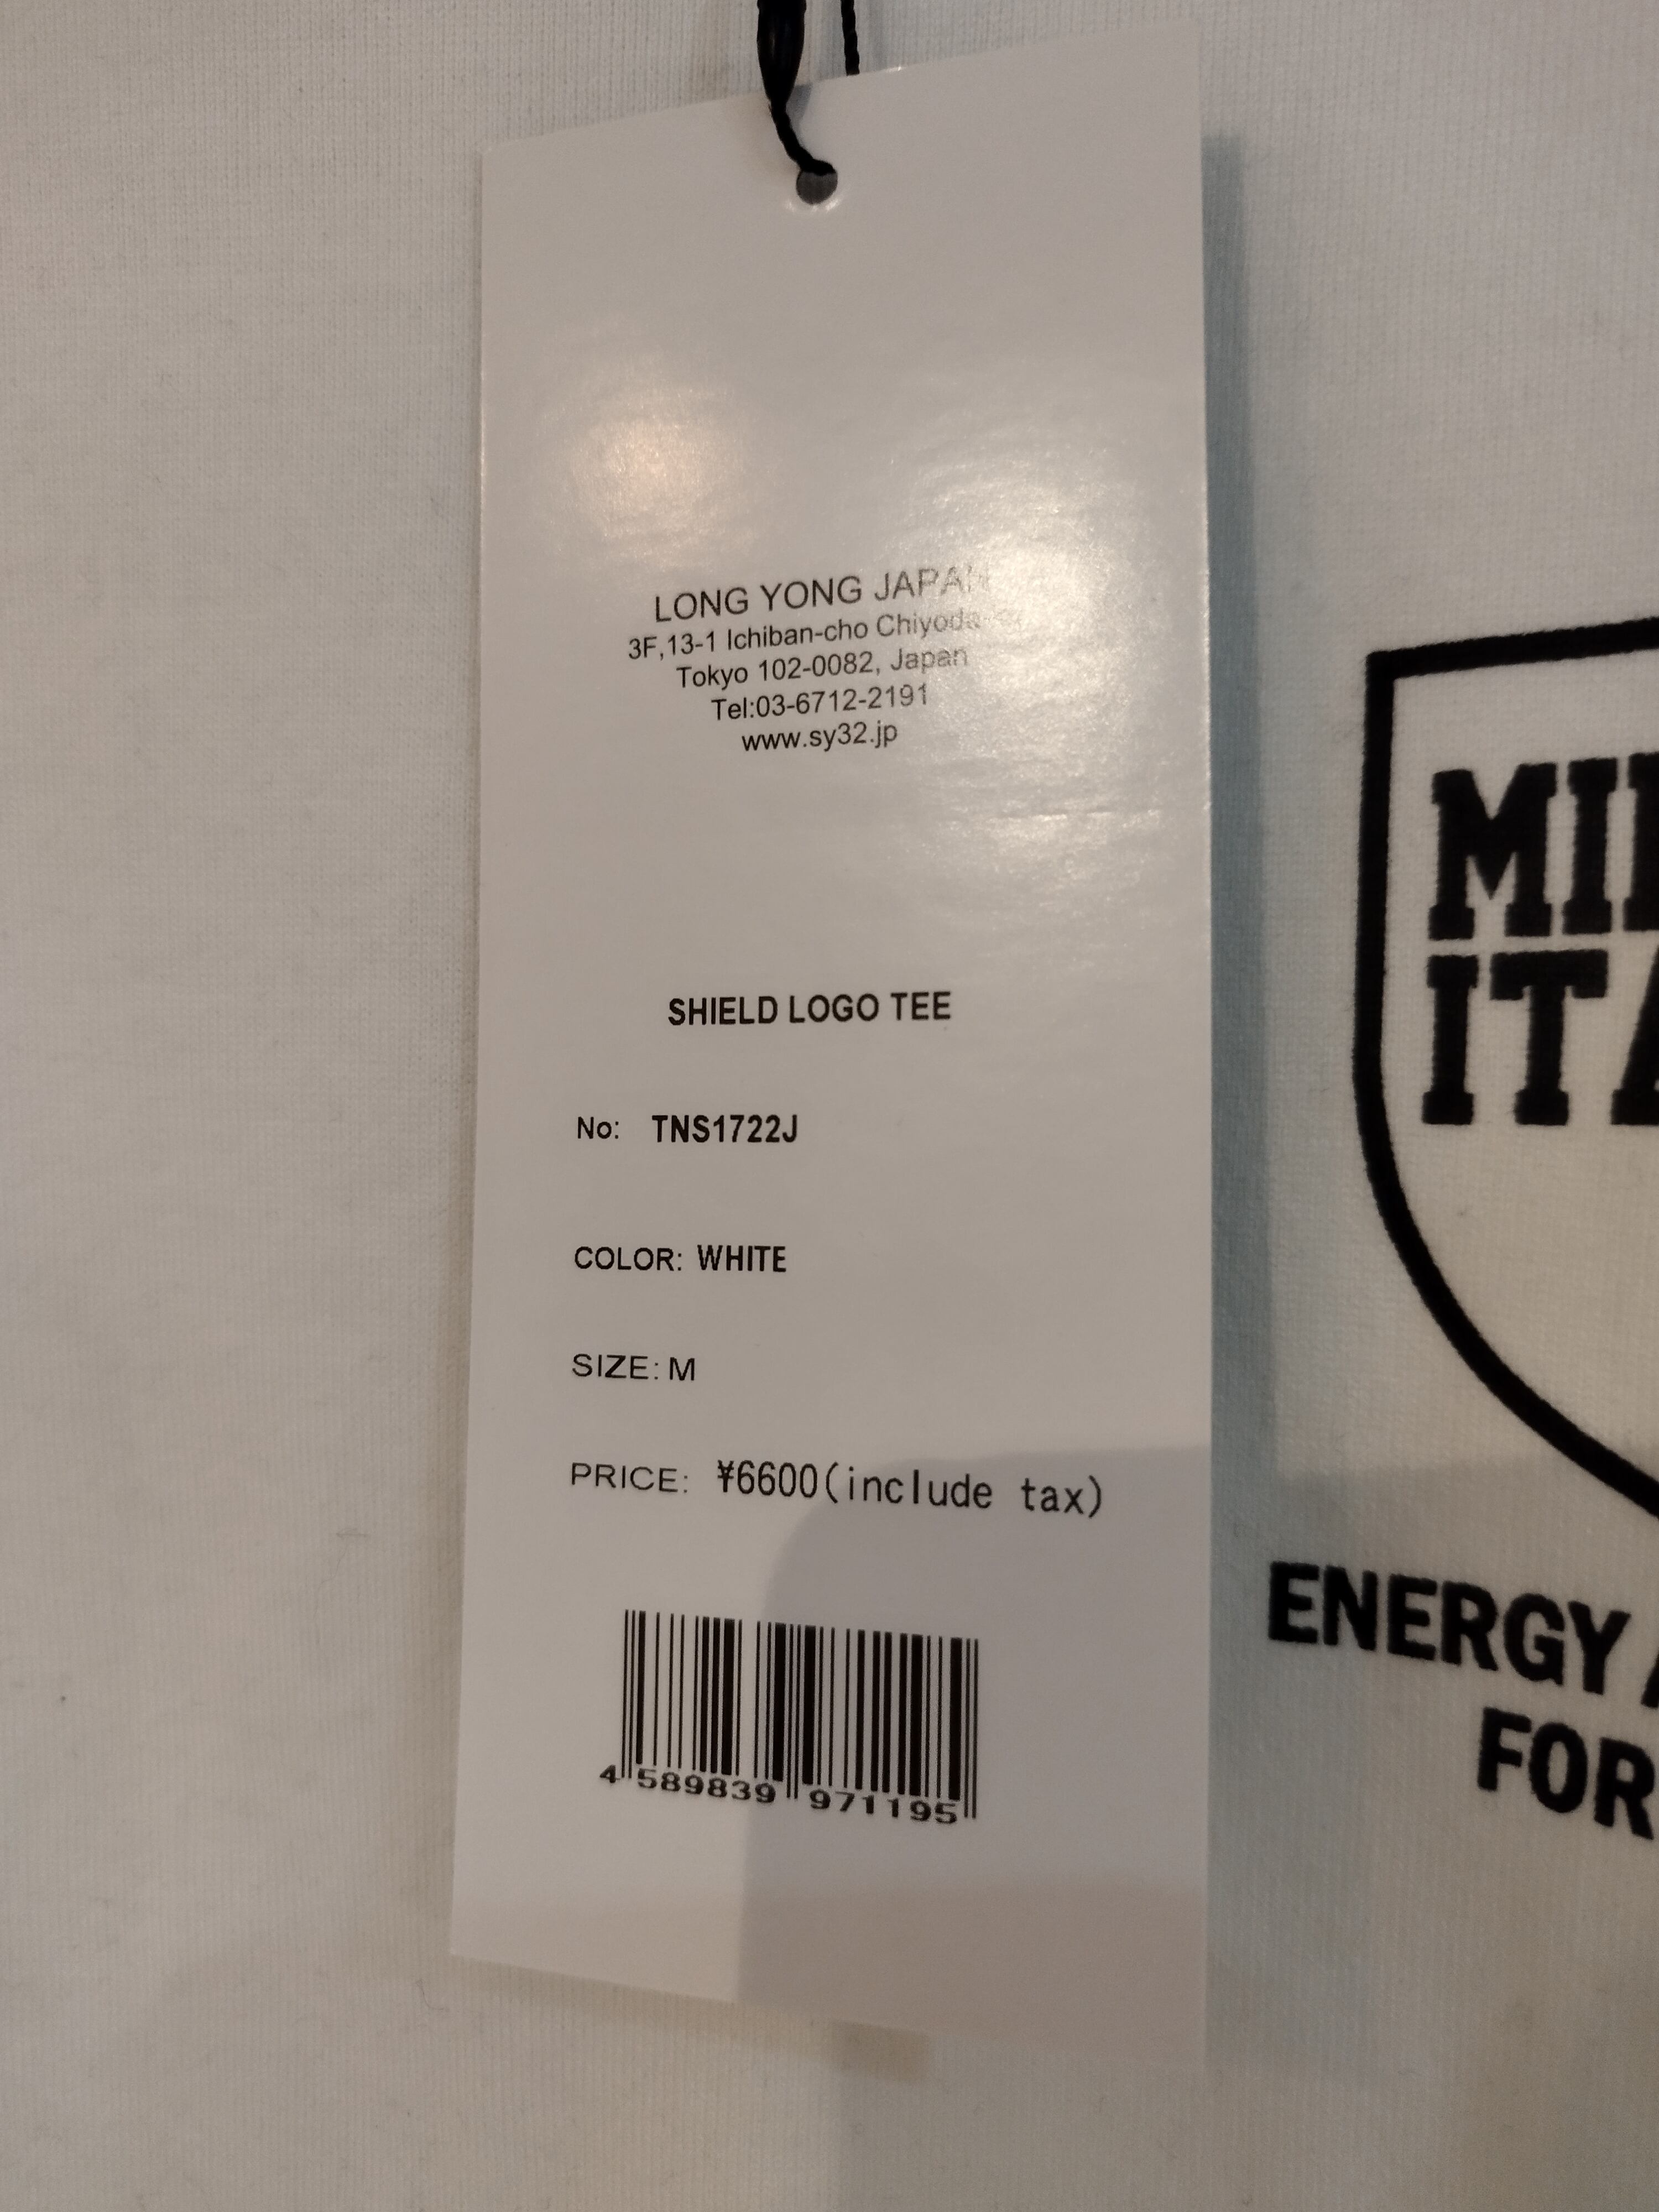 LONG YONG JAPAN
3F,13-1 Ichiban-cho Chiyoda-
Tokyo 102-0082, Japan
Tel:03-6712-2191
www.sy32.jp
SHIELD LOGO TEE
No: TNS1722J
COLOR: WHITE
SIZE: M
PRICE: ¥6600(include tax)
4 589839 971195
ITA
ENERGY
FOR